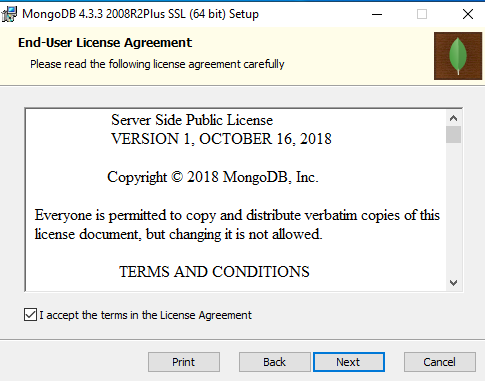 MongoDB 4.3.3 2008R2Plus SSL (64 bit) Setup
End-User License Agreement
Please read the following license agreement carefully
Server Side Public License
VERSION 1, OCTOBER 16, 2018
Copyright © 2018 MongoDB, Inc.
Everyone is permitted to copy and distribute verbatim copies of this
license document, but changing it is not allowed.
TERMS AND CONDITIONS
I accept the terms in the License Agreement
Print Back Next Cancel